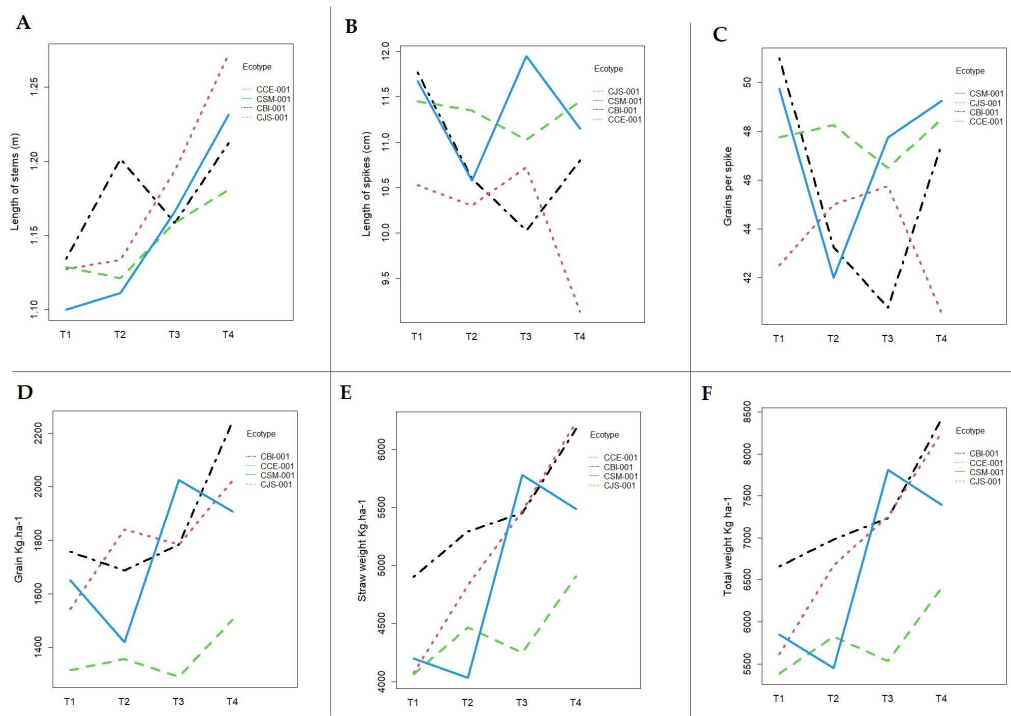 A
Length of stems (m)
1.10
1.15
1.20
1.25
T1
T2
T3
T4
Ecotype
CCE-001
CSM-001
CBI-001
CJS-001
B
Length of spikes (cm)
9.5
10.0
10.5
11.0
11.5
12.0
T1
T2
T3
T4
Ecotype
CJS-001
CSM-001
CBI-001
CCE-001
C
Grains per spike
42
44
46
48
50
T1
T2
T3
T4
Ecotype
CSM-001
CJS-001
CBI-001
CCE-001
D
Grain Kg.ha-1
1400
1600
1800
2000
2200
T1
T2
T3
T4
Ecotype
CBI-001
CCE-001
CSM-001
CJS-001
E
Straw weight Kg.ha-1
4000
4500
5000
5500
6000
T1
T2
T3
T4
Ecotype
CCE-001
CBI-001
CSM-001
CJS-001
F
Total weight Kg ha-1
5500
6000
6500
7000
7500
8000
8500
T1
T2
T3
T4
Ecotype
CBI-001
CCE-001
CSM-001
CJS-001